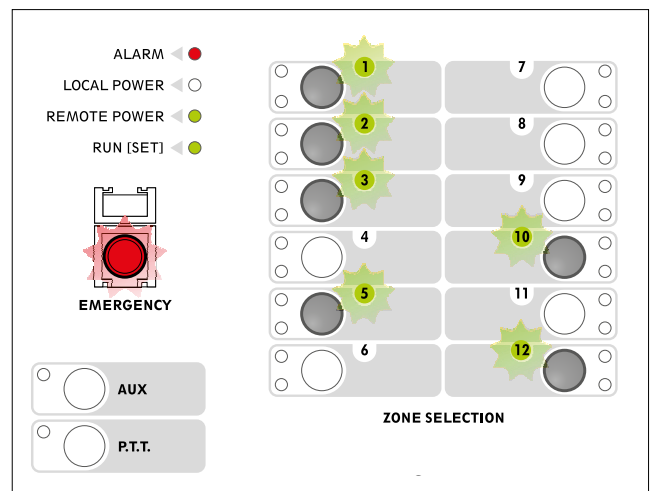 ALARM
LOCAL POWER
REMOTE POWER
RUN [SET]
EMERGENCY
AUX
P.T.T.
1
2
3
4
5
6
7
8
9
10
11
12
ZONE SELECTION